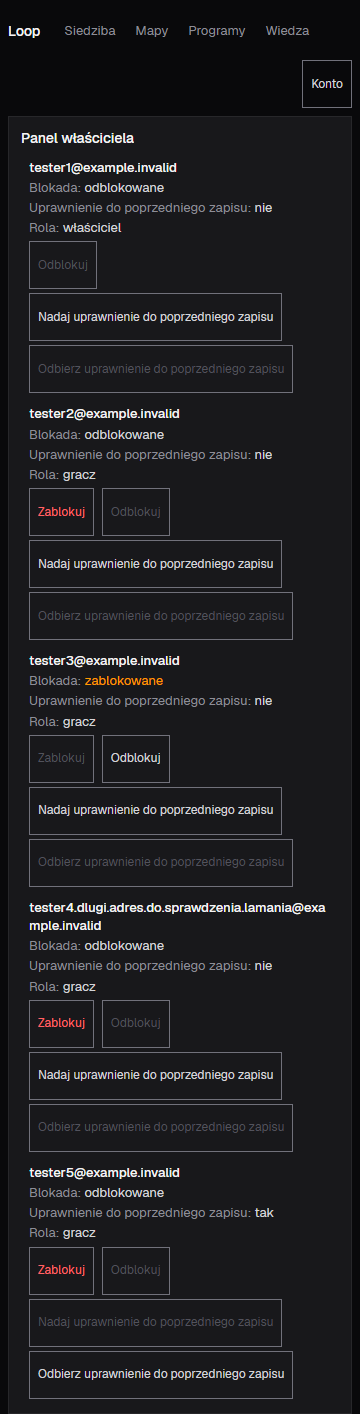 Loop Siedziba Mapy Programy Wiedza
Konto
Panel właściciela
tester1@example.invalid
Blokada: odblokowane
Uprawnienie do poprzedniego zapisu: nie
Rola: właściciel
Odblokuj
Nadaj uprawnienie do poprzedniego zapisu
Odbierz uprawnienie do poprzedniego zapisu
tester2@example.invalid
Blokada: odblokowane
Uprawnienie do poprzedniego zapisu: nie
Rola: gracz
Zablokuj Odblokuj
Nadaj uprawnienie do poprzedniego zapisu
Odbierz uprawnienie do poprzedniego zapisu
tester3@example.invalid
Blokada: zablokowane
Uprawnienie do poprzedniego zapisu: nie
Rola: gracz
Zablokuj Odblokuj
Nadaj uprawnienie do poprzedniego zapisu
Odbierz uprawnienie do poprzedniego zapisu
tester4.dlugi.adres.do.sprawdzenia.lamania@exa
mple.invalid
Blokada: odblokowane
Uprawnienie do poprzedniego zapisu: nie
Rola: gracz
Zablokuj Odblokuj
Nadaj uprawnienie do poprzedniego zapisu
Odbierz uprawnienie do poprzedniego zapisu
tester5@example.invalid
Blokada: odblokowane
Uprawnienie do poprzedniego zapisu: tak
Rola: gracz
Zablokuj Odblokuj
Nadaj uprawnienie do poprzedniego zapisu
Odbierz uprawnienie do poprzedniego zapisu